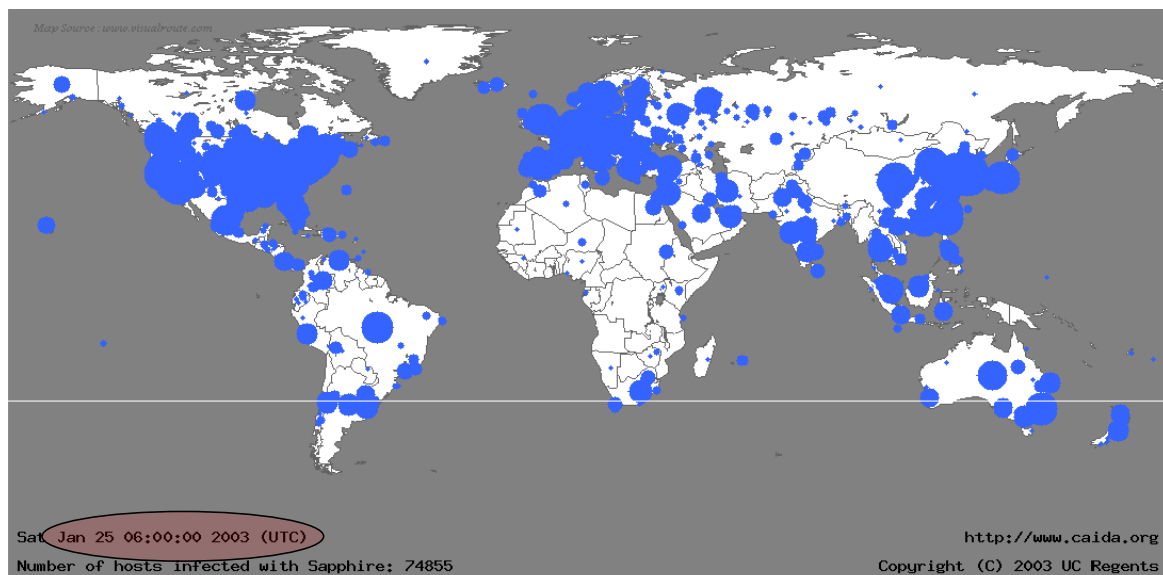 Map Source: www.visualroute.com
Sat Jan 25 06:00:00 2003 (UTC)
http://www.caida.org
Number of hosts infected with Sapphire: 74855
Copyright (C) 2003 UC Regents